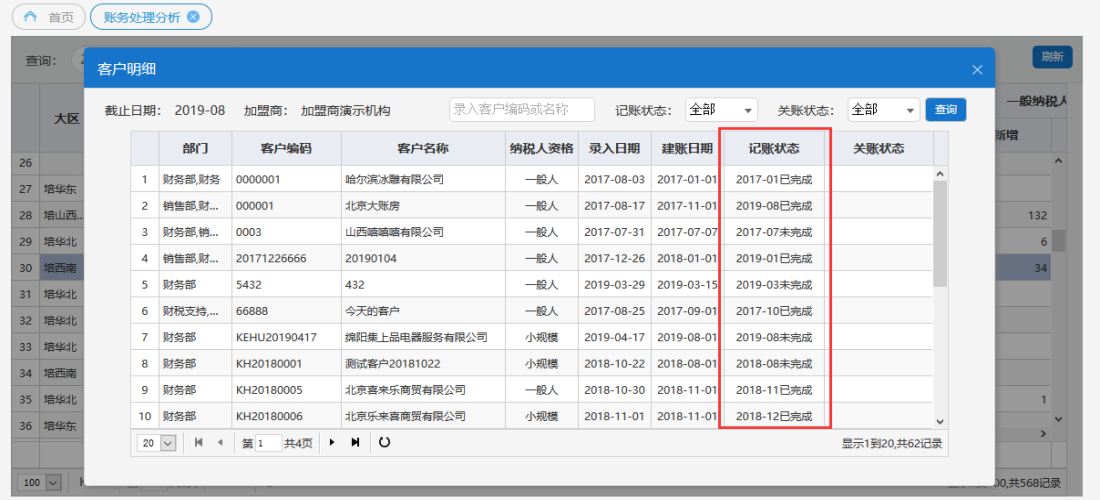 首页 账务处理分析
查询: 刷新
客户明细
截止日期: 2019-08 加盟商: 加盟商演示机构 录入客户编码或名称 记账状态: 全部 关账状态: 全部 查询
大区 一般纳税人
新增
部门 客户编码 客户名称 纳税人资格 录入日期 建账日期 记账状态 关账状态
1 财务部,财务 0000001 哈尔滨冰雕有限公司 一般人 2017-08-03 2017-01-01 2017-01已完成
2 销售部,财... 000001 北京大账房 一般人 2017-08-17 2017-11-01 2019-08已完成
3 财务部,销... 0003 山西嘻嘻嘻有限公司 一般人 2017-07-31 2017-07-07 2017-07未完成
4 销售部,财... 20171226666 20190104 一般人 2017-12-26 2018-01-01 2019-01已完成
5 财务部 5432 432 一般人 2019-03-29 2019-03-15 2019-03未完成
6 财税支持,... 66888 今天的客户 一般人 2017-08-25 2017-09-01 2017-10已完成
7 财务部 KEHU20190417 绵阳集上品电器服务有限公司 小规模 2019-04-17 2019-08-01 2019-08未完成
8 财务部 KH20180001 测试客户20181022 小规模 2018-10-22 2018-08-01 2018-08未完成
9 财务部 KH20180005 北京喜来乐商贸有限公司 一般人 2018-10-30 2018-11-01 2018-11已完成
10 财务部 KH20180006 北京乐来喜商贸有限公司 小规模 2018-11-01 2018-11-01 2018-12已完成
20 第 1 共4页 显示1到20,共62记录
26
27 培华东
28 培山西... 132
29 培华北 6
30 培西南 34
31 培华北
32 培华北
33 培华北
34 培西南
35 培华北 1
36 培华东
100 00,共568记录